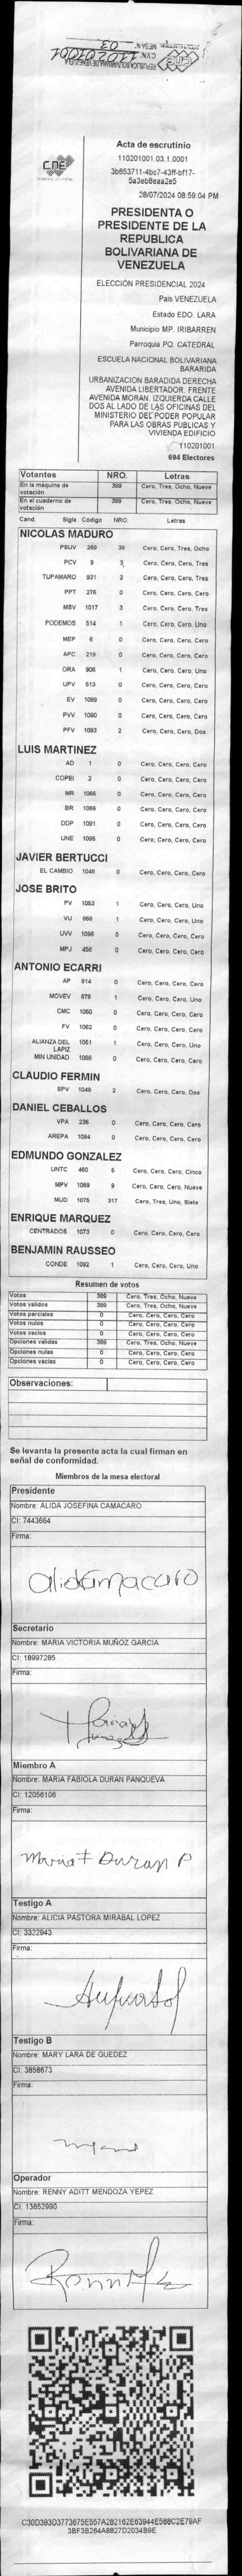 MESA N. 03
110201001
REPUBLICA BOLIVARIANA DE VENEZUELA
CNE
CNE
Acta de escrutinio
110201001.03.1.0001
3b653711-4bc7-43ff-bf17-
5a3eb8eaa2e5
28/07/2024 08:59:04 PM
PRESIDENTA O
PRESIDENTE DE LA
REPUBLICA
BOLIVARIANA DE
VENEZUELA
ELECCIÓN PRESIDENCIAL 2024
País VENEZUELA
Estado EDO. LARA
Municipio MP. IRIBARREN
Parroquia PQ. CATEDRAL
ESCUELA NACIONAL BOLIVARIANA
BARARIDA
URBANIZACION BARADIDA DERECHA
AVENIDA LIBERTADOR. FRENTE
AVENIDA MORAN. IZQUIERDA CALLE
DOS AL LADO DE LAS OFICINAS DEL
MINISTERIO DEL PODER POPULAR
PARA LAS OBRAS PUBLICAS Y
VIVIENDA EDIFICIO
110201001
694 Electores
Votantes NRO. Letras
En la máquina de votación 389 Cero, Tres, Ocho, Nueve
En el cuaderno de votación 389 Cero, Tres, Ocho, Nueve
Cand. Sigla Código NRO. Letras
NICOLAS MADURO
PSUV 269 38 Cero, Cero, Tres, Ocho
PCV 9 3 Cero, Cero, Cero, Tres
TUPAMARO 931 3 Cero, Cero, Cero, Tres
PPT 276 0 Cero, Cero, Cero, Cero
MSV 1017 3 Cero, Cero, Cero, Tres
PODEMOS 514 1 Cero, Cero, Cero, Uno
MEP 6 0 Cero, Cero, Cero, Cero
APC 219 0 Cero, Cero, Cero, Cero
ORA 906 1 Cero, Cero, Cero, Uno
UPV 513 0 Cero, Cero, Cero, Cero
EV 1089 0 Cero, Cero, Cero, Cero
PVV 1090 0 Cero, Cero, Cero, Cero
PFV 1093 2 Cero, Cero, Cero, Dos
LUIS MARTINEZ
AD 1 0 Cero, Cero, Cero, Cero
COPEI 2 0 Cero, Cero, Cero, Cero
MR 1065 0 Cero, Cero, Cero, Cero
BR 1066 0 Cero, Cero, Cero, Cero
DDP 1091 0 Cero, Cero, Cero, Cero
UNE 1095 0 Cero, Cero, Cero, Cero
JAVIER BERTUCCI
EL CAMBIO 1048 0 Cero, Cero, Cero, Cero
JOSE BRITO
PV 1053 1 Cero, Cero, Cero, Uno
VU 868 1 Cero, Cero, Cero, Uno
UVV 1096 0 Cero, Cero, Cero, Cero
MPJ 458 0 Cero, Cero, Cero, Cero
ANTONIO ECARRI
AP 914 0 Cero, Cero, Cero, Cero
MOVEV 878 1 Cero, Cero, Cero, Uno
CMC 1050 0 Cero, Cero, Cero, Cero
FV 1062 0 Cero, Cero, Cero, Cero
ALIANZA DEL LAPIZ 1051 1 Cero, Cero, Cero, Uno
MIN UNIDAD 1068 0 Cero, Cero, Cero, Cero
CLAUDIO FERMIN
SPV 1049 2 Cero, Cero, Cero, Dos
DANIEL CEBALLOS
VPA 236 0 Cero, Cero, Cero, Cero
AREPA 1094 0 Cero, Cero, Cero, Cero
EDMUNDO GONZALEZ
UNTC 460 5 Cero, Cero, Cero, Cinco
MPV 1069 9 Cero, Cero, Cero, Nueve
MUD 1075 317 Cero, Tres, Uno, Siete
ENRIQUE MARQUEZ
CENTRADOS 1073 0 Cero, Cero, Cero, Cero
BENJAMIN RAUSSEO
CONDE 1092 1 Cero, Cero, Cero, Uno
Resumen de votos
Votos 389 Cero, Tres, Ocho, Nueve
Votos validos 389 Cero, Tres, Ocho, Nueve
Votos parciales 0 Cero, Cero, Cero, Cero
Votos nulos 0 Cero, Cero, Cero, Cero
Votos vacios 0 Cero, Cero, Cero, Cero
Opciones validas 389 Cero, Tres, Ocho, Nueve
Opciones nulas 0 Cero, Cero, Cero, Cero
Opciones vacias 0 Cero, Cero, Cero, Cero
Observaciones:
Se levanta la presente acta la cual firman en
señal de conformidad.
Miembros de la mesa electoral
Presidente
Nombre: ALIDA JOSEFINA CAMACARO
CI: 7443664
Firma:
alidacamacaro
Secretario
Nombre: MARIA VICTORIA MUÑOZ GARCIA
CI: 18997285
Firma:
Miembro A
Nombre: MARIA FABIOLA DURAN PANQUEVA
CI: 12056106
Firma:
Maria F Duran P
Testigo A
Nombre: ALICIA PASTORA MIRABAL LOPEZ
CI: 3322943
Firma:
Testigo B
Nombre: MARY LARA DE GUEDEZ
CI: 3858673
Firma:
Operador
Nombre: RENNY ADITT MENDOZA YEPEZ
CI: 13652990
Firma:
C30D393D3773675E557A282162E63944E568C2E79AF
3BF3B264A8827D2034B9E